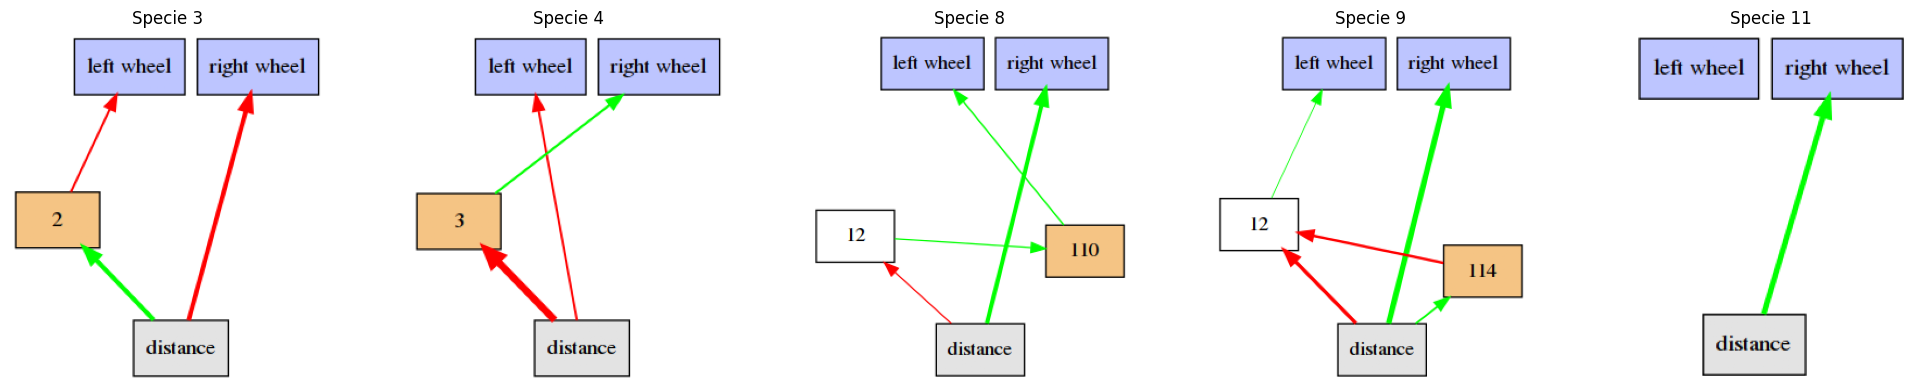 Specie 3
left wheel
right wheel
2
distance
Specie 4
left wheel
right wheel
3
distance
Specie 8
left wheel
right wheel
12
110
distance
Specie 9
left wheel
right wheel
12
114
distance
Specie 11
left wheel
right wheel
distance